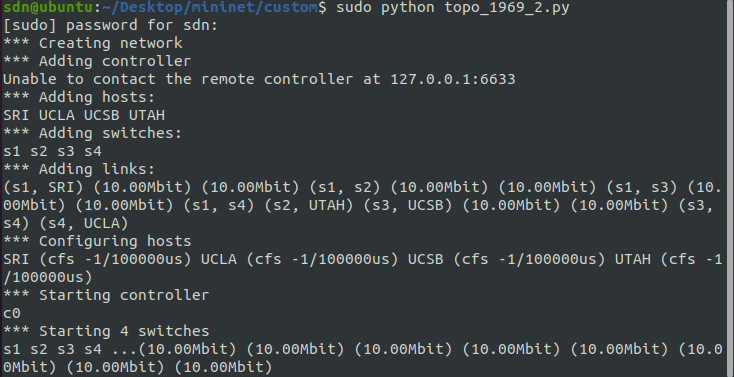 sdn@ubuntu:~/Desktop/mininet/custom$ sudo python topo_1969_2.py
[sudo] password for sdn:
*** Creating network
*** Adding controller
Unable to contact the remote controller at 127.0.0.1:6633
*** Adding hosts:
SRI UCLA UCSB UTAH
*** Adding switches:
s1 s2 s3 s4
*** Adding links:
(s1, SRI) (10.00Mbit) (10.00Mbit) (s1, s2) (10.00Mbit) (10.00Mbit) (s1, s3) (10.
00Mbit) (10.00Mbit) (s1, s4) (s2, UTAH) (s3, UCSB) (10.00Mbit) (10.00Mbit) (s3,
s4) (s4, UCLA)
*** Configuring hosts
SRI (cfs -1/100000us) UCLA (cfs -1/100000us) UCSB (cfs -1/100000us) UTAH (cfs -1
/100000us)
*** Starting controller
c0
*** Starting 4 switches
s1 s2 s3 s4 ...(10.00Mbit) (10.00Mbit) (10.00Mbit) (10.00Mbit) (10.00Mbit) (10.0
0Mbit) (10.00Mbit) (10.00Mbit)